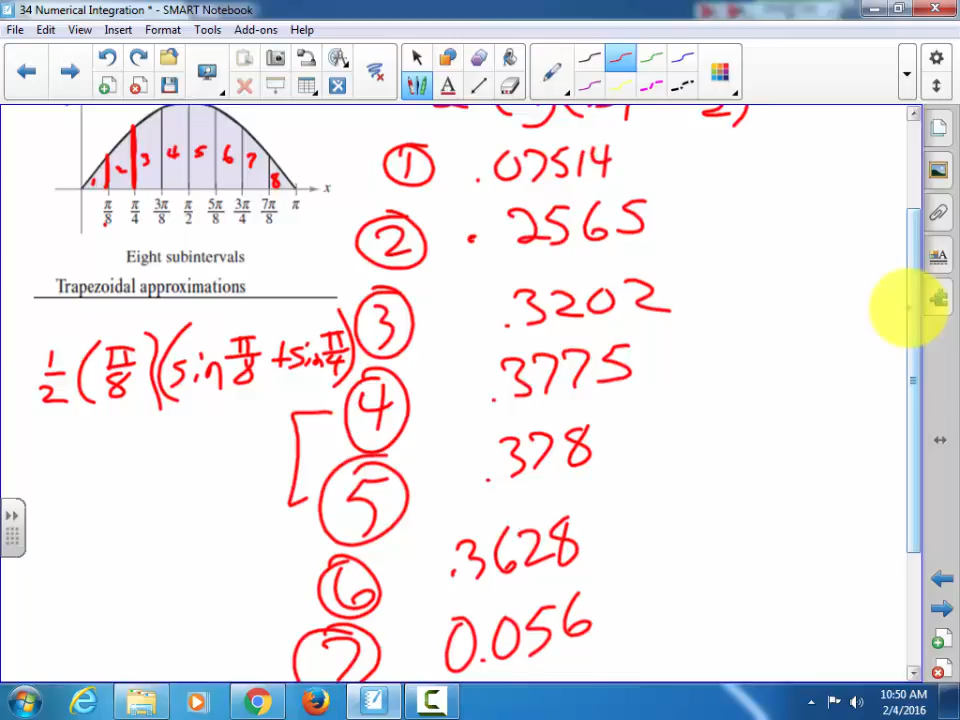 34 Numerical Integration * - SMART Notebook
File Edit View Insert Format Tools Add-ons Help
1 2 3 4 5 6 7 8
x
π/8 π/4 3π/8 π/2 5π/8 3π/4 7π/8 π
Eight subintervals
Trapezoidal approximations
1/2 (π/8)(sin π/8 + sin π/4)
① .07514
② .2565
③ .3202
④ .3775
⑤ .378
⑥ .3628
⑦ 0.056
10:50 AM
2/4/2016